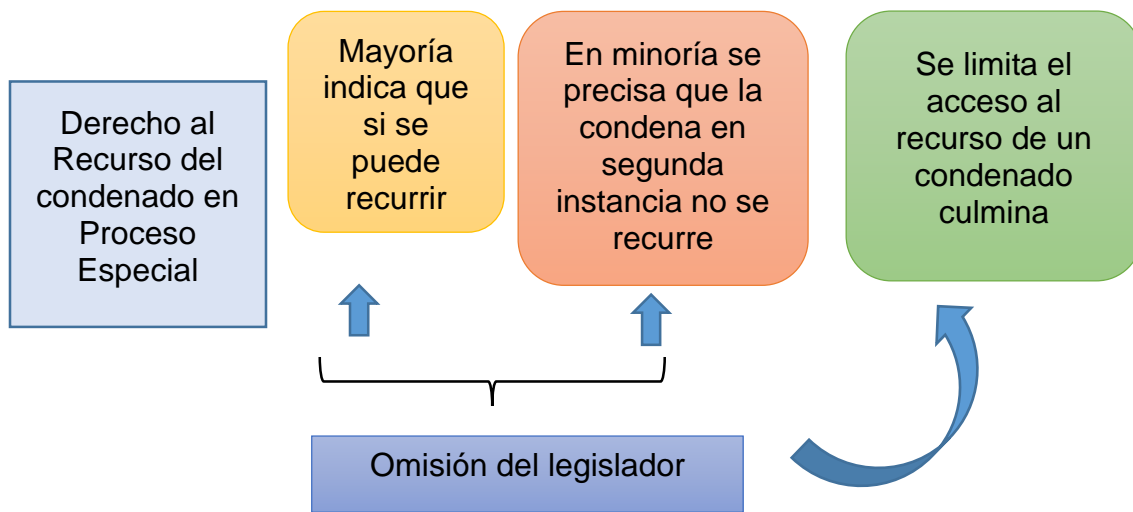 Derecho al
Recurso del
condenado en
Proceso
Especial
Mayoría
indica que
si se
puede
recurrir
En minoría se
precisa que la
condena en
segunda
instancia no se
recurre
Se limita el
acceso al
recurso de un
condenado
culmina
Omisión del legislador